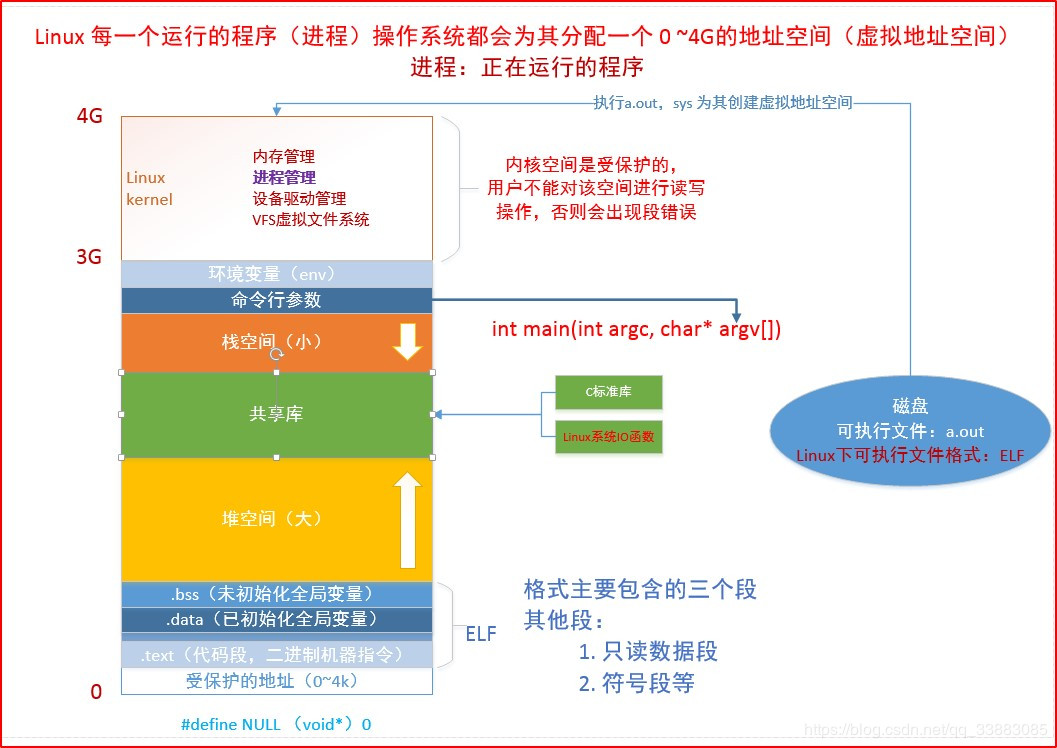 Linux 每一个运行的程序（进程）操作系统都会为其分配一个 0 ~4G的地址空间（虚拟地址空间）
进程：正在运行的程序
执行a.out，sys 为其创建虚拟地址空间
4G
Linux
kernel
内存管理
进程管理
设备驱动管理
VFS虚拟文件系统
内核空间是受保护的，
用户不能对该空间进行读写
操作，否则会出现段错误
3G
环境变量（env）
命令行参数
int main(int argc, char* argv[])
栈空间（小）
共享库
C标准库
Linux系统IO函数
磁盘
可执行文件：a.out
Linux下可执行文件格式：ELF
堆空间（大）
.bss（未初始化全局变量）
.data（已初始化全局变量）
.text（代码段，二进制机器指令）
ELF
格式主要包含的三个段
其他段：
1. 只读数据段
2. 符号段等
受保护的地址（0~4k）
0
#define NULL （void*）0
https://blog.csdn.net/qq_33883085